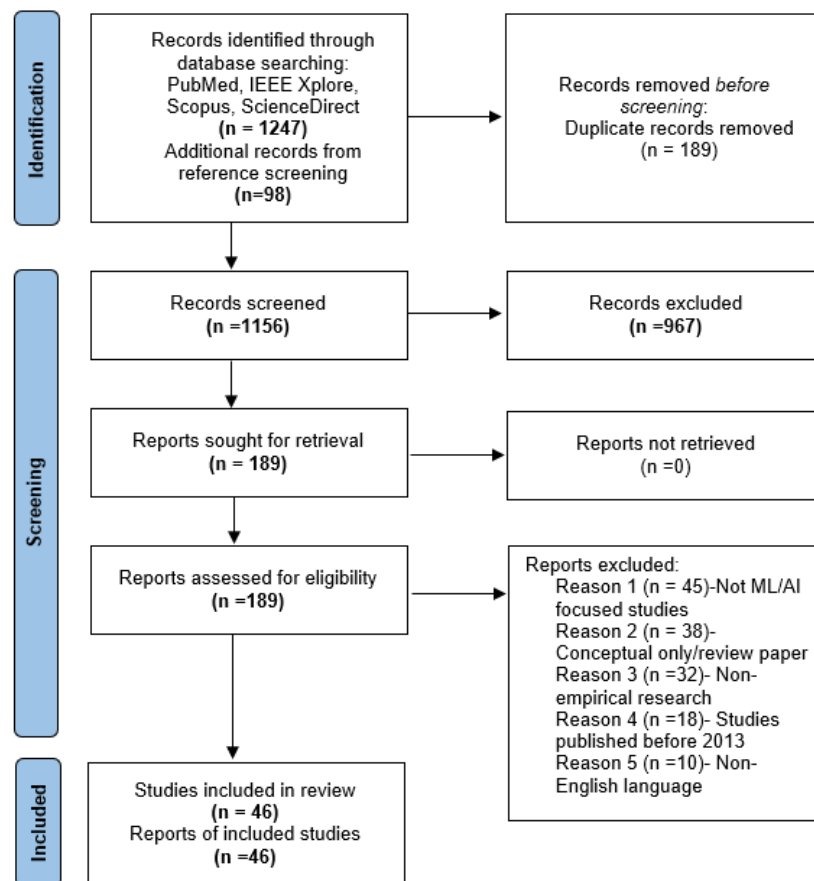 Identification
Records identified through
database searching:
PubMed, IEEE Xplore,
Scopus, ScienceDirect
(n = 1247)
Additional records from
reference screening
(n=98)
Records removed before
screening:
Duplicate records removed
(n = 189)
Screening
Records screened
(n =1156)
Records excluded
(n =967)
Reports sought for retrieval
(n = 189)
Reports not retrieved
(n =0)
Reports assessed for eligibility
(n =189)
Reports excluded:
Reason 1 (n = 45)-Not ML/AI
focused studies
Reason 2 (n = 38)-
Conceptual only/review paper
Reason 3 (n =32)- Non-
empirical research
Reason 4 (n =18)- Studies
published before 2013
Reason 5 (n =10)- Non-
English language
Included
Studies included in review
(n = 46)
Reports of included studies
(n =46)